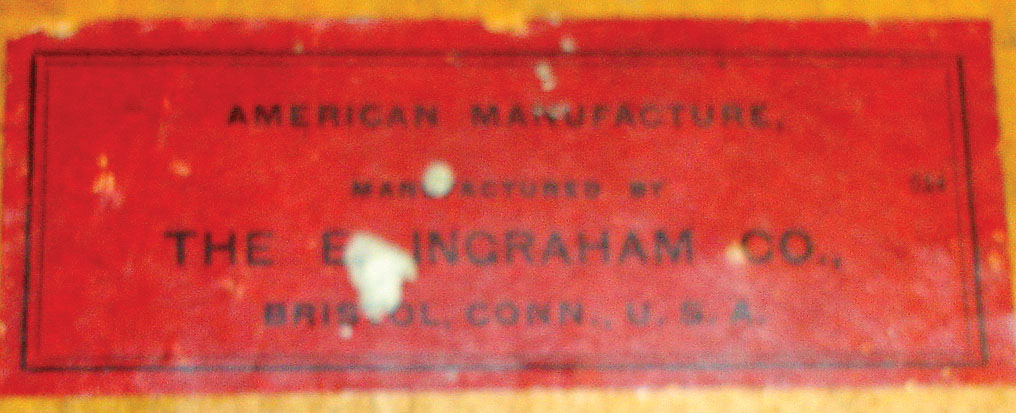 AMERICAN MANUFACTURE,
MANUFACTURED BY
THE E. INGRAHAM CO.,
BRISTOL, CONN., U. S. A.